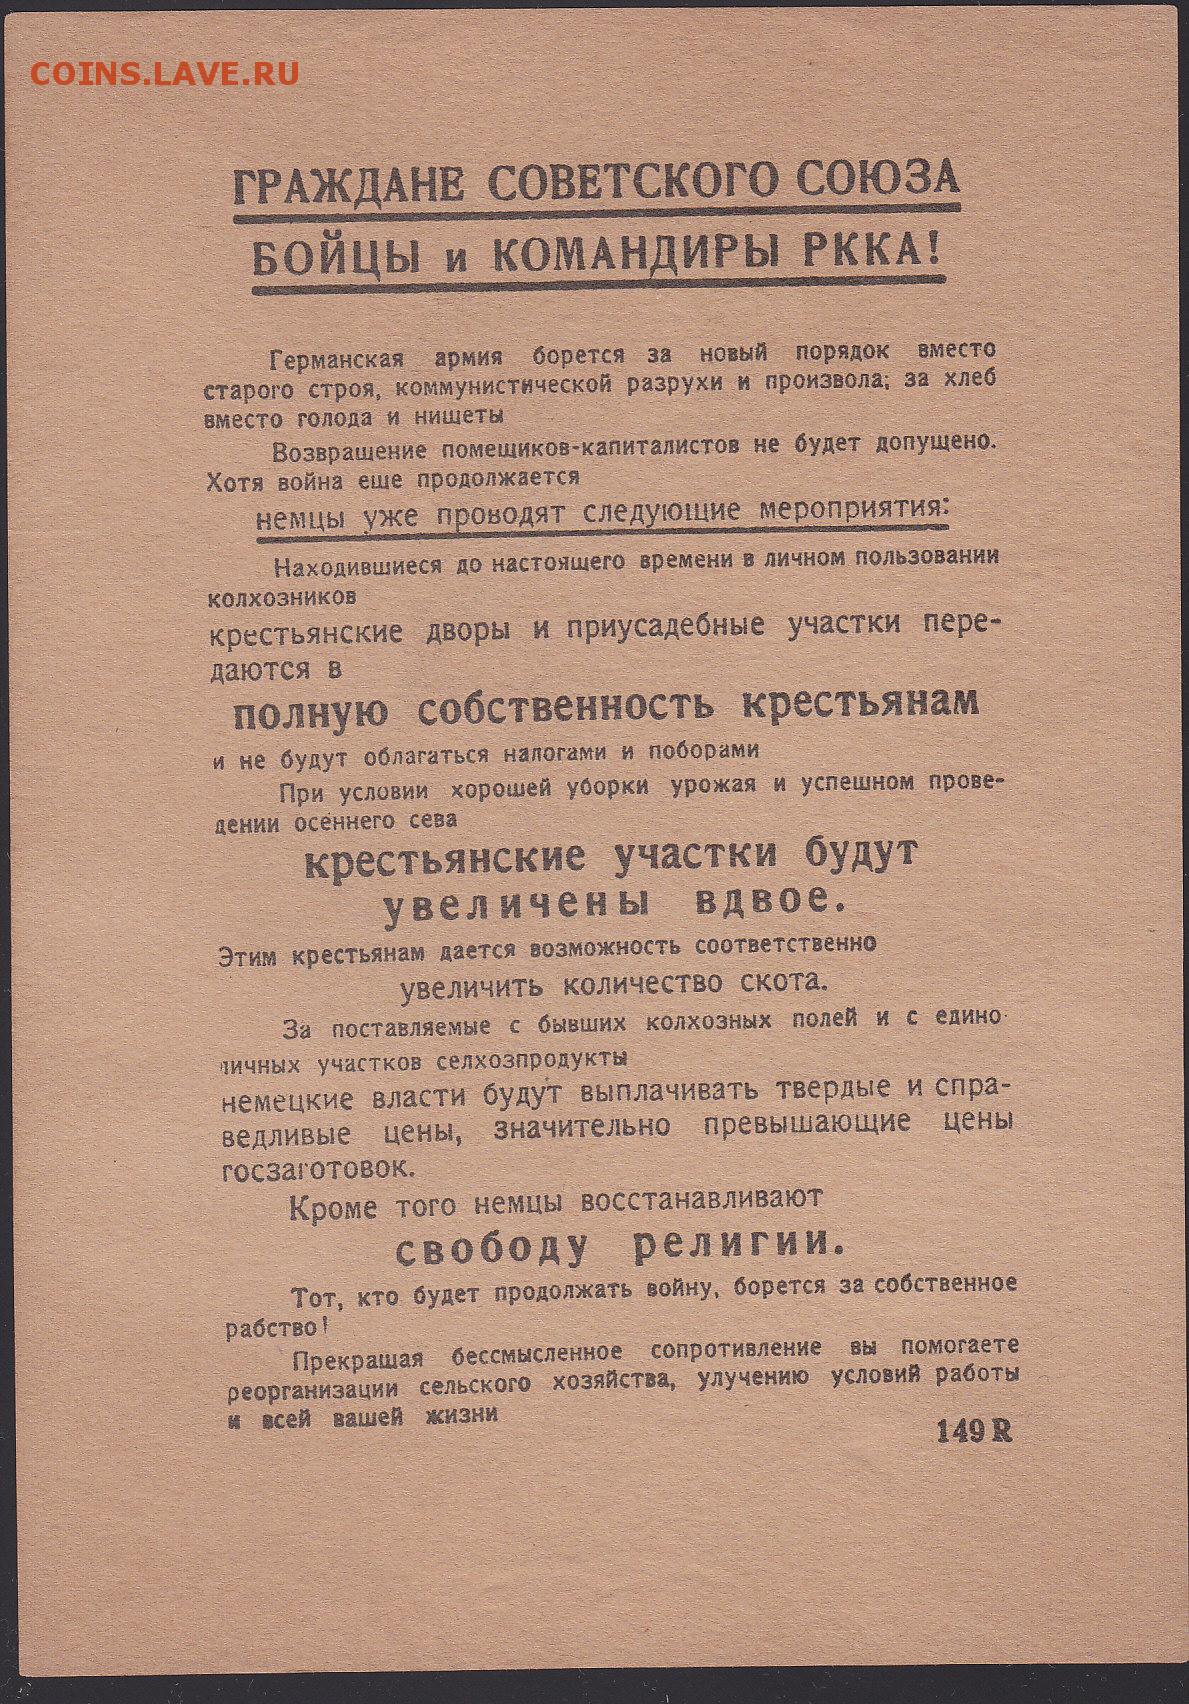 COINS.LAVE.RU
ГРАЖДАНЕ СОВЕТСКОГО СОЮЗА
БОЙЦЫ и КОМАНДИРЫ РККА!
Германская армия борется за новый порядок вместо
старого строя, коммунистической разрухи и произвола; за хлеб
вместо голода и нищеты
Возвращение помещиков-капиталистов не будет допущено.
Хотя война еще продолжается
немцы уже проводят следующие мероприятия:
Находившиеся до настоящего времени в личном пользовании
колхозников
крестьянские дворы и приусадебные участки пере-
даются в
полную собственность крестьянам
и не будут облагаться налогами и поборами
При условии хорошей уборки урожая и успешном прове-
дении осеннего сева
крестьянские участки будут
увеличены вдвое.
Этим крестьянам дается возможность соответственно
увеличить количество скота.
За поставляемые с бывших колхозных полей и с едино-
личных участков селхозпродукты
немецкие власти будут выплачивать твердые и спра-
ведливые цены, значительно превышающие цены
госзаготовок.
Кроме того немцы восстанавливают
свободу религии.
Тот, кто будет продолжать войну, борется за собственное
рабство!
Прекращая бессмысленное сопротивление вы помогаете
реорганизации сельского хозяйства, улучению условий работы
и всей вашей жизни
149 R